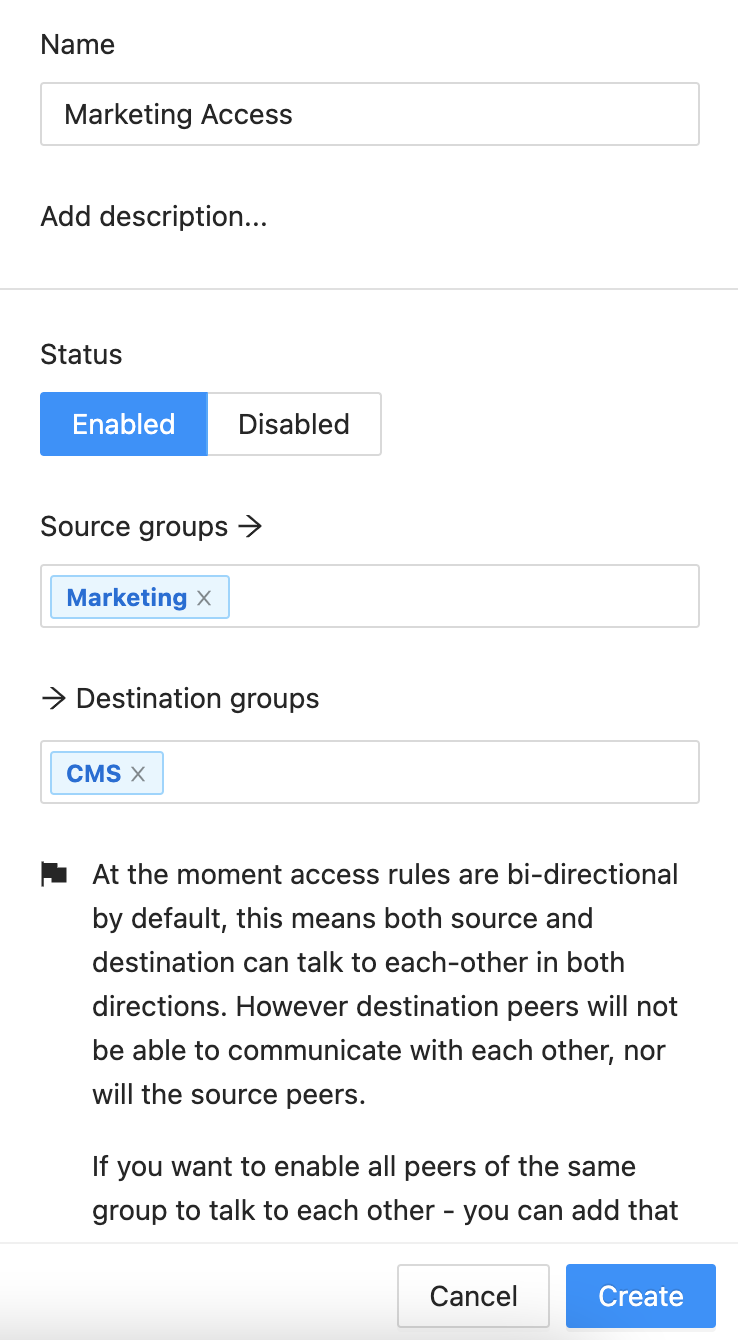 Name
Marketing Access
Add description...
Status
Enabled Disabled
Source groups →
Marketing ×
→ Destination groups
CMS ×
At the moment access rules are bi-directional
by default, this means both source and
destination can talk to each-other in both
directions. However destination peers will not
be able to communicate with each other, nor
will the source peers.
If you want to enable all peers of the same
group to talk to each other - you can add that
Cancel Create